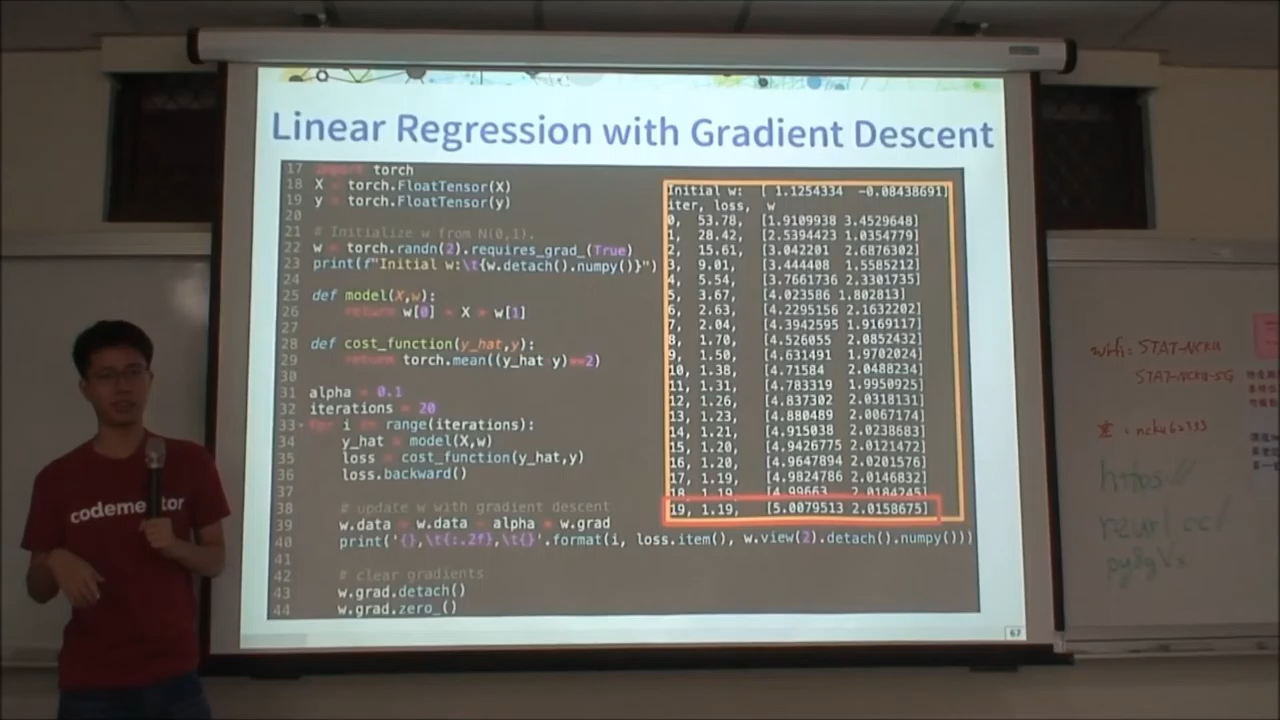 Linear Regression with Gradient Descent
17 import torch
18 X = torch.FloatTensor(X)
19 y = torch.FloatTensor(y)
20
21 # Initialize w from N(0,1).
22 w = torch.randn(2).requires_grad_(True)
23 print(f"Initial w:\t{w.detach().numpy()}")
24
25 def model(X,w):
26 return w[0] + X * w[1]
27
28 def cost_function(y_hat,y):
29 return torch.mean((y_hat-y)**2)
30
31 alpha = 0.1
32 iterations = 20
33 for i in range(iterations):
34 y_hat = model(X,w)
35 loss = cost_function(y_hat,y)
36 loss.backward()
37
38 # update w with gradient descent
39 w.data = w.data - alpha * w.grad
40 print('{},\t{:.2f},\t{}'.format(i, loss.item(), w.view(2).detach().numpy()))
41
42 # clear gradients
43 w.grad.detach()
44 w.grad.zero_()
Initial w: [ 1.1254334 -0.08438691]
iter, loss, w
0, 53.78, [1.9109938 3.4529648]
1, 28.42, [2.5394423 1.0354779]
2, 15.61, [3.042201 2.6876302]
3, 9.01, [3.444408 1.5585212]
4, 5.54, [3.7661736 2.3301735]
5, 3.67, [4.023586 1.802813]
6, 2.63, [4.2295156 2.1632202]
7, 2.04, [4.3942595 1.9169117]
8, 1.70, [4.526055 2.0852432]
9, 1.50, [4.631491 1.9702024]
10, 1.38, [4.71584 2.0488234]
11, 1.31, [4.783319 1.9950925]
12, 1.26, [4.837302 2.0318131]
13, 1.23, [4.880489 2.0067174]
14, 1.21, [4.915038 2.0238683]
15, 1.20, [4.9426775 2.0121472]
16, 1.20, [4.9647894 2.0201576]
17, 1.19, [4.9824786 2.0146832]
18, 1.19, [4.99663 2.0184245]
19, 1.19, [5.0079513 2.0158675]
67
codementor
wifi: STAT-NCKU
STAT-NCKU-5G
https://
reurl.cc/